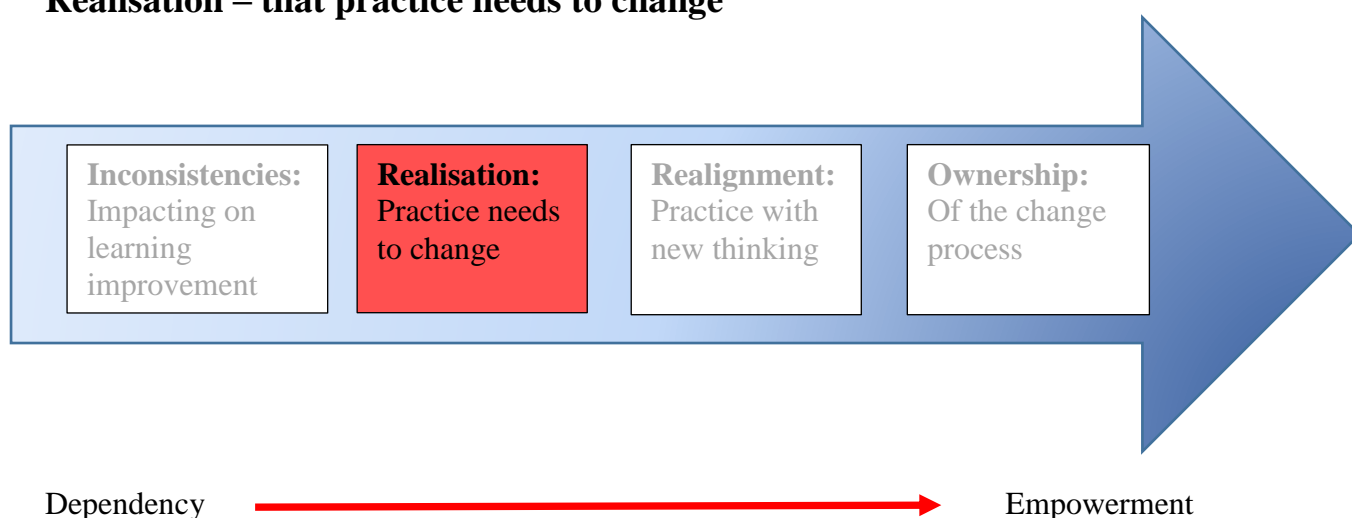 Realisation – that practice needs to change
Inconsistencies:
Impacting on
learning
improvement
Realisation:
Practice needs
to change
Realignment:
Practice with
new thinking
Ownership:
Of the change
process
Dependency
Empowerment